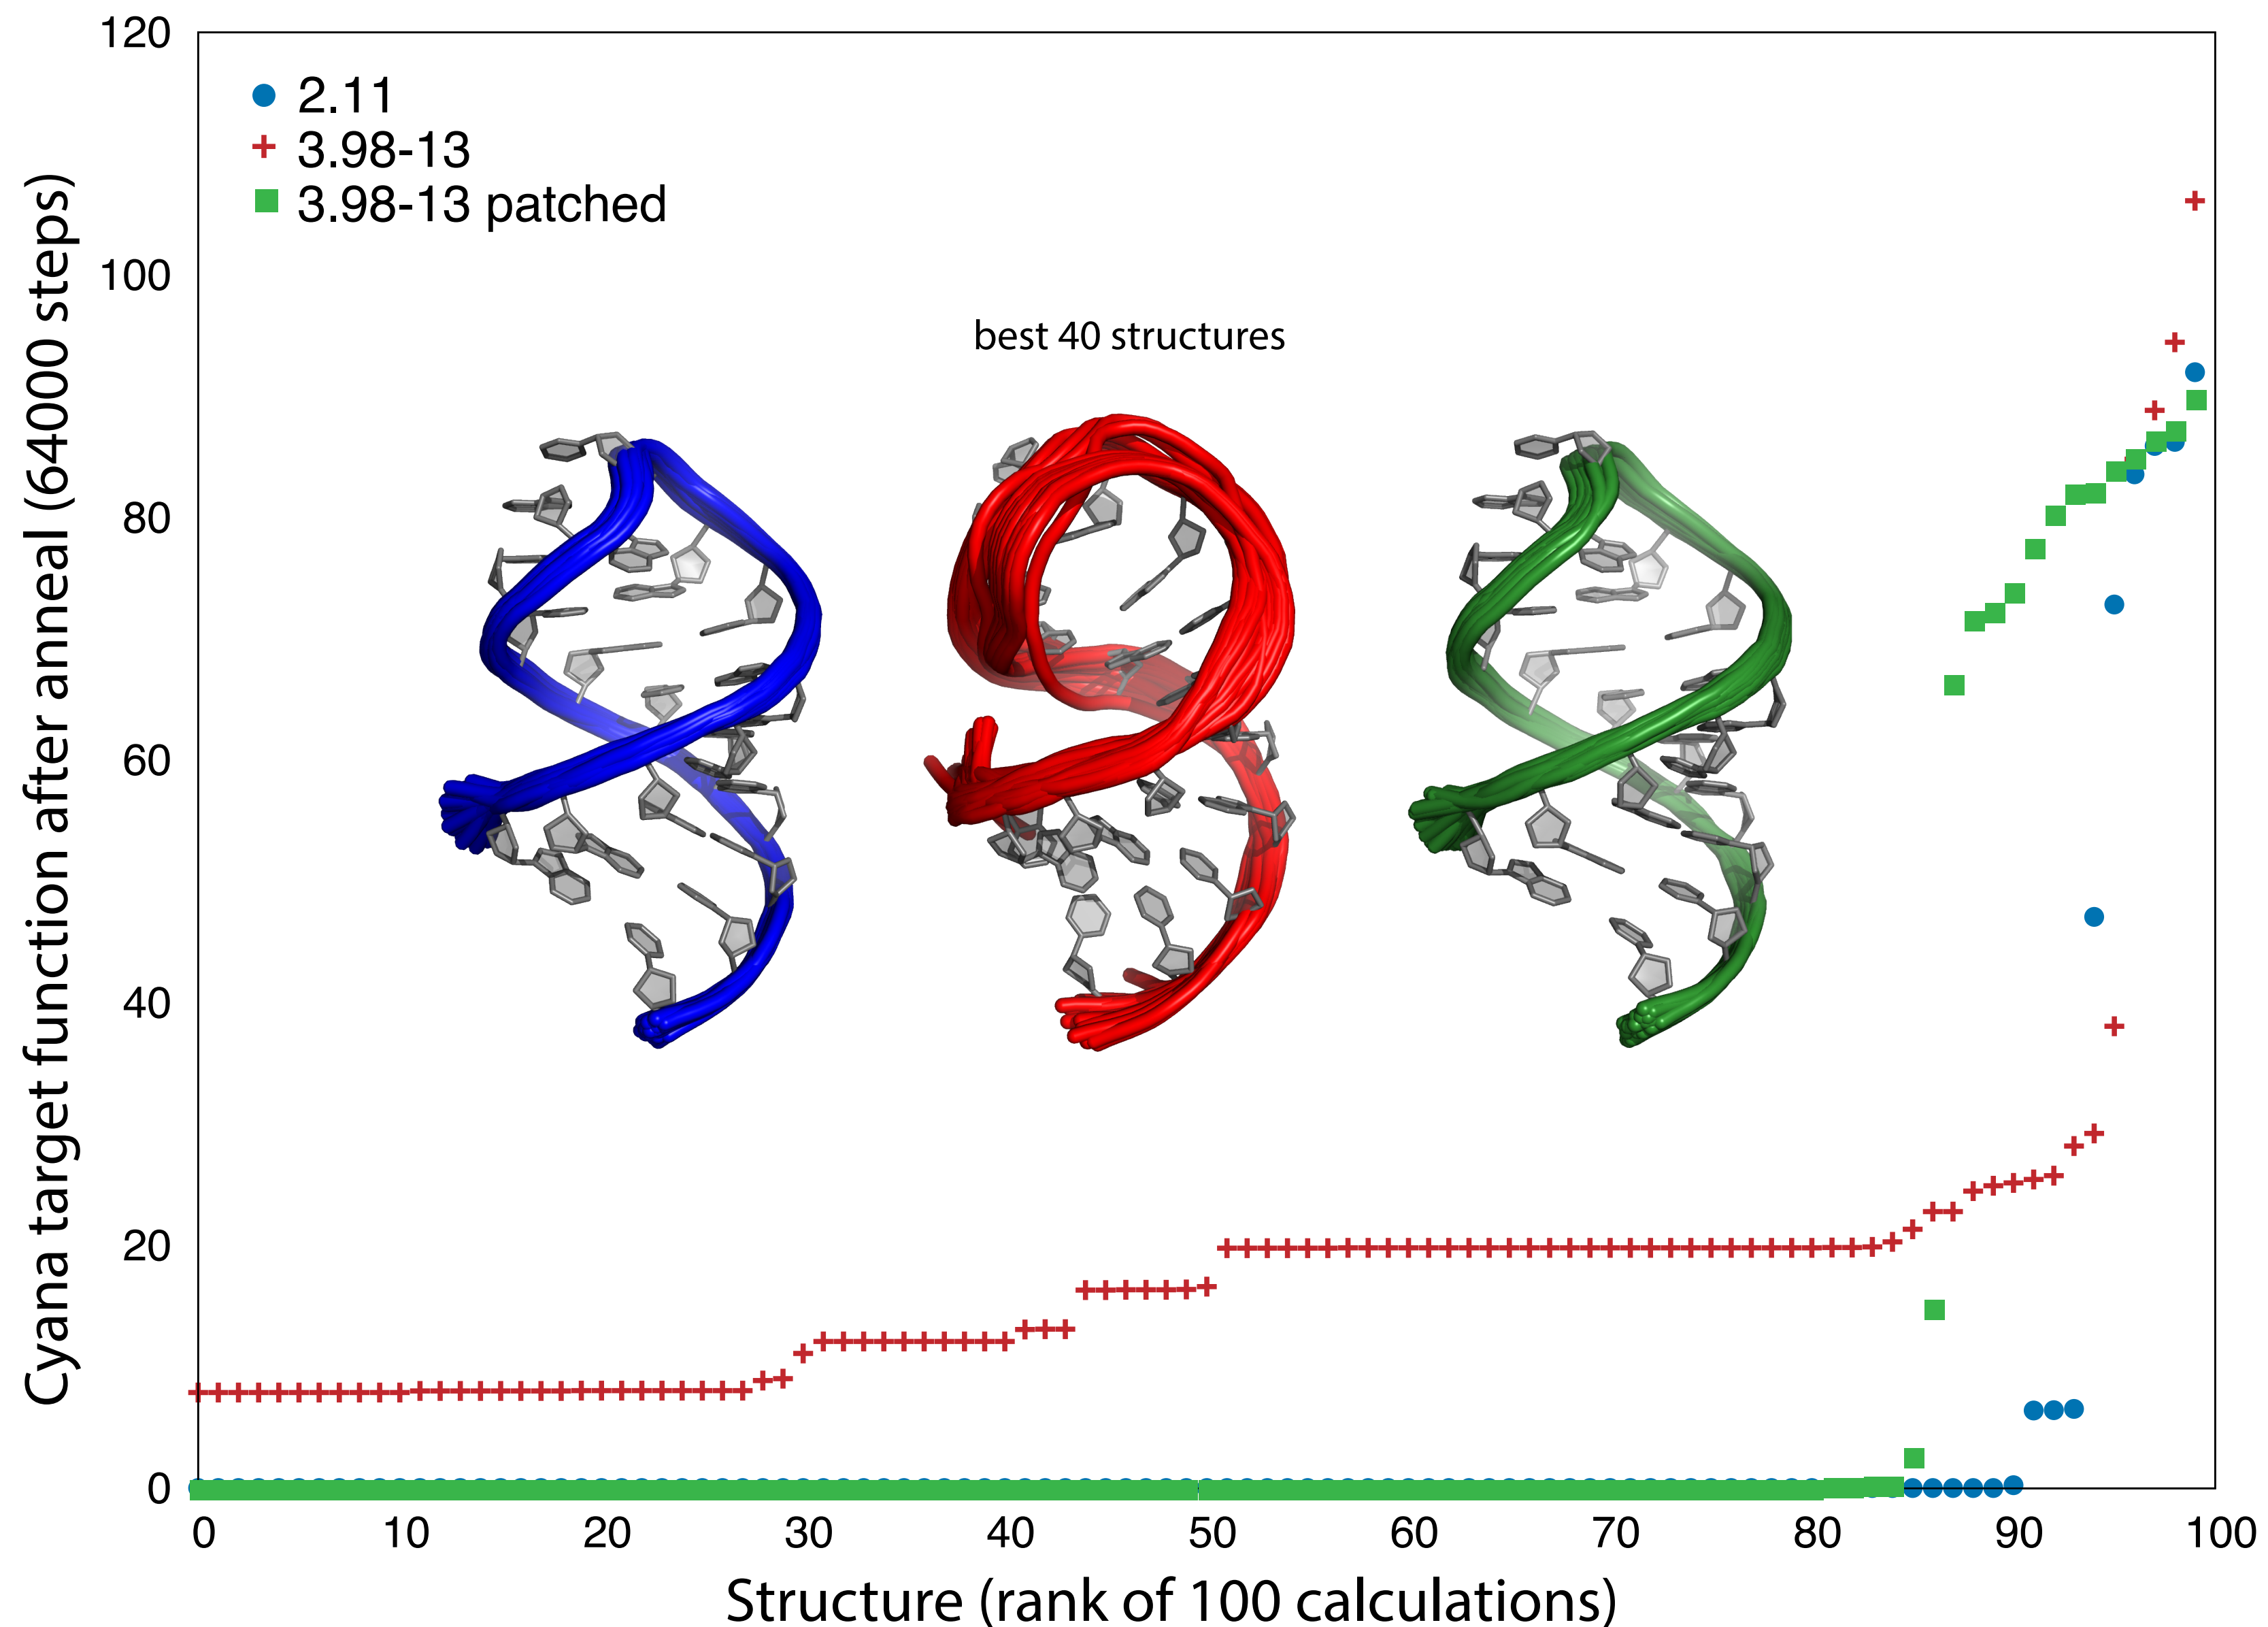 Cyana target function after anneal (64000 steps)
120
100
80
60
40
20
0
2.11
3.98-13
3.98-13 patched
best 40 structures
0 10 20 30 40 50 60 70 80 90 100
Structure (rank of 100 calculations)